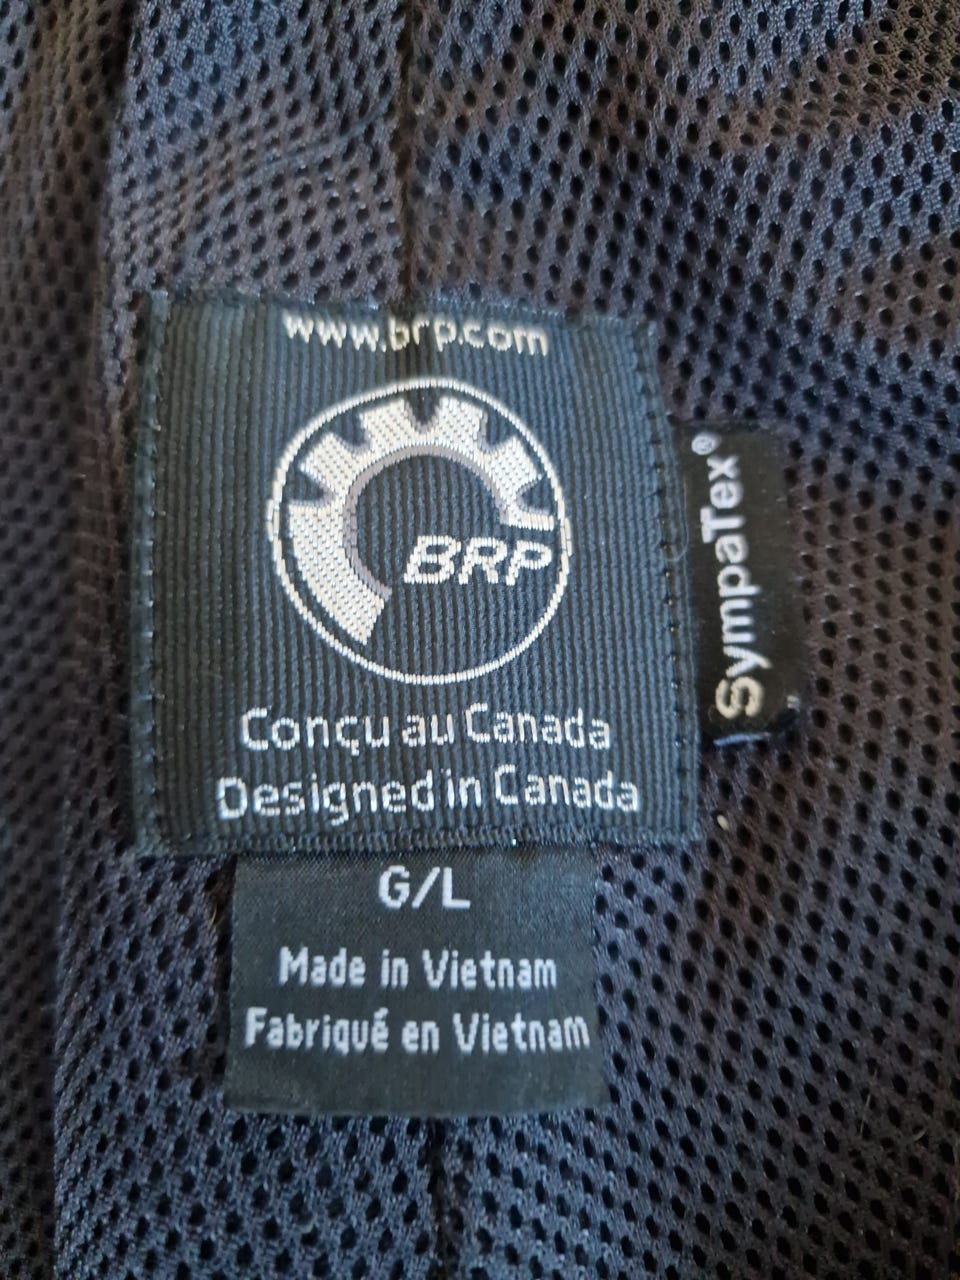 www.brp.com
BRP
Conçu au Canada
Designed in Canada
SympaTex®
G/L
Made in Vietnam
Fabriqué en Vietnam